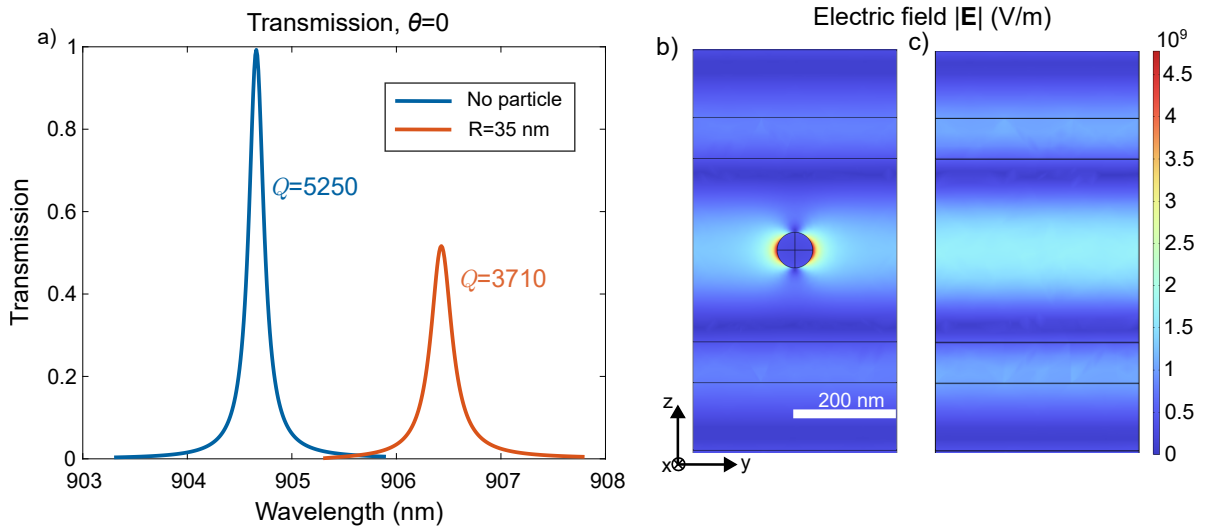 Transmission, θ=0
a)
1
0.8
0.6
0.4
0.2
0
Transmission
903
904
905
906
907
908
Wavelength (nm)
No particle
R=35 nm
Q=5250
Q=3710
Electric field |E| (V/m)
b)
c)
10⁹
4.5
4
3.5
3
2.5
2
1.5
1
0.5
0
200 nm
z
x
y